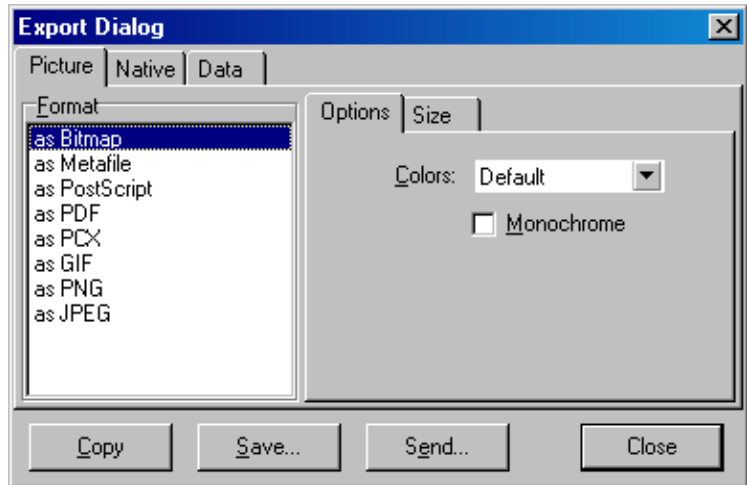 Export Dialog
Picture Native Data
Format
as Bitmap
as Metafile
as PostScript
as PDF
as PCX
as GIF
as PNG
as JPEG
Options Size
Colors: Default
Monochrome
Copy Save... Send... Close